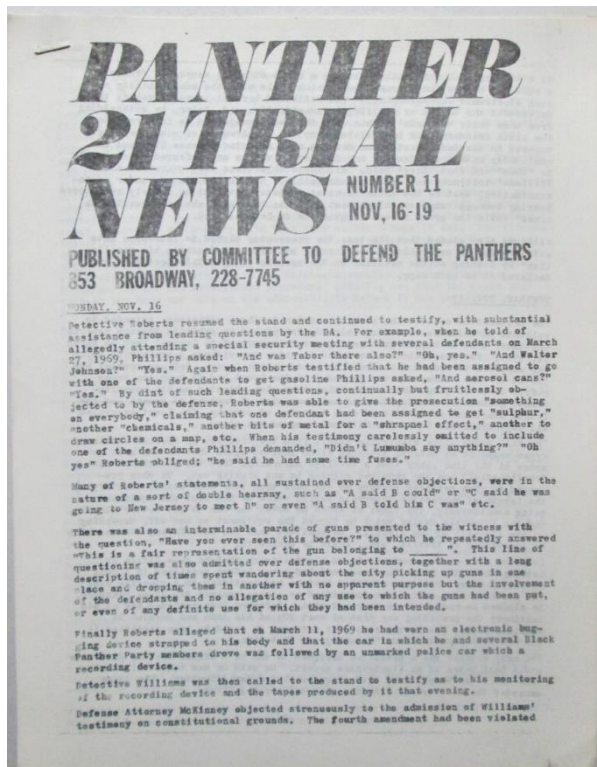 PANTHER
21 TRIAL
NEWS NUMBER 11
NOV, 16-19
PUBLISHED BY COMMITTEE TO DEFEND THE PANTHERS
853 BROADWAY, 228-7745
MONDAY, NOV. 16
Detective Roberts resumed the stand and continued to testify, with substantial
assistance from leading questions by the DA. For example, when he told of
allegedly attending a special security meeting with several defendants on March
27, 1969, Phillips asked: "And was Tabor there also?" "Oh, yes." "And Walter
Johnson?" "Yes." Again when Roberts testified that he had been assigned to go
with one of the defendants to get gasoline Phillips asked, "And aerosol cans?"
"Yes." By dint of such leading questions, continually but fruitlessly ob-
jected to by the defense, Roberts was able to give the prosecution "something
on everybody," claiming that one defendant had been assigned to get "sulphur,"
another "chemicals," another bits of metal for a "shrapnel effect," another to
draw circles on a map, etc. When his testimony carelessly omitted to include
one of the defendants Phillips demanded, "Didn't Lumumba say anything?" "Oh
yes" Roberts obliged; "he said he had some time fuses."
Many of Roberts' statements, all sustained over defense objections, were in the
nature of a sort of double hearsay, such as "A said B could" or "C said he was
going to New Jersey to meet D" or even "A said B told him C was" etc.
There was also an interminable parade of guns presented to the witness with
the question, "Have you ever seen this before?" to which he repeatedly answered
"This is a fair representation of the gun belonging to ______". This line of
questioning was also admitted over defense objections, together with a long
description of times spent wandering about the city picking up guns in one
place and dropping them in another with no apparent purpose but the involvement
of the defendants and no allegation of any use to which the guns had been put,
or even of any definite use for which they had been intended.
Finally Roberts alleged that on March 11, 1969 he had worn an electronic bug-
ging device strapped to his body and that the car in which he and several Black
Panther Party members drove was followed by an unmarked police car which a
recording device.
Detective Williams was then called to the stand to testify as to his monitoring
of the recording device and the tapes produced by it that evening.
Defense Attorney McKinney objected strenuously to the admission of Williams'
testimony on constitutional grounds. The fourth amendment had been violated